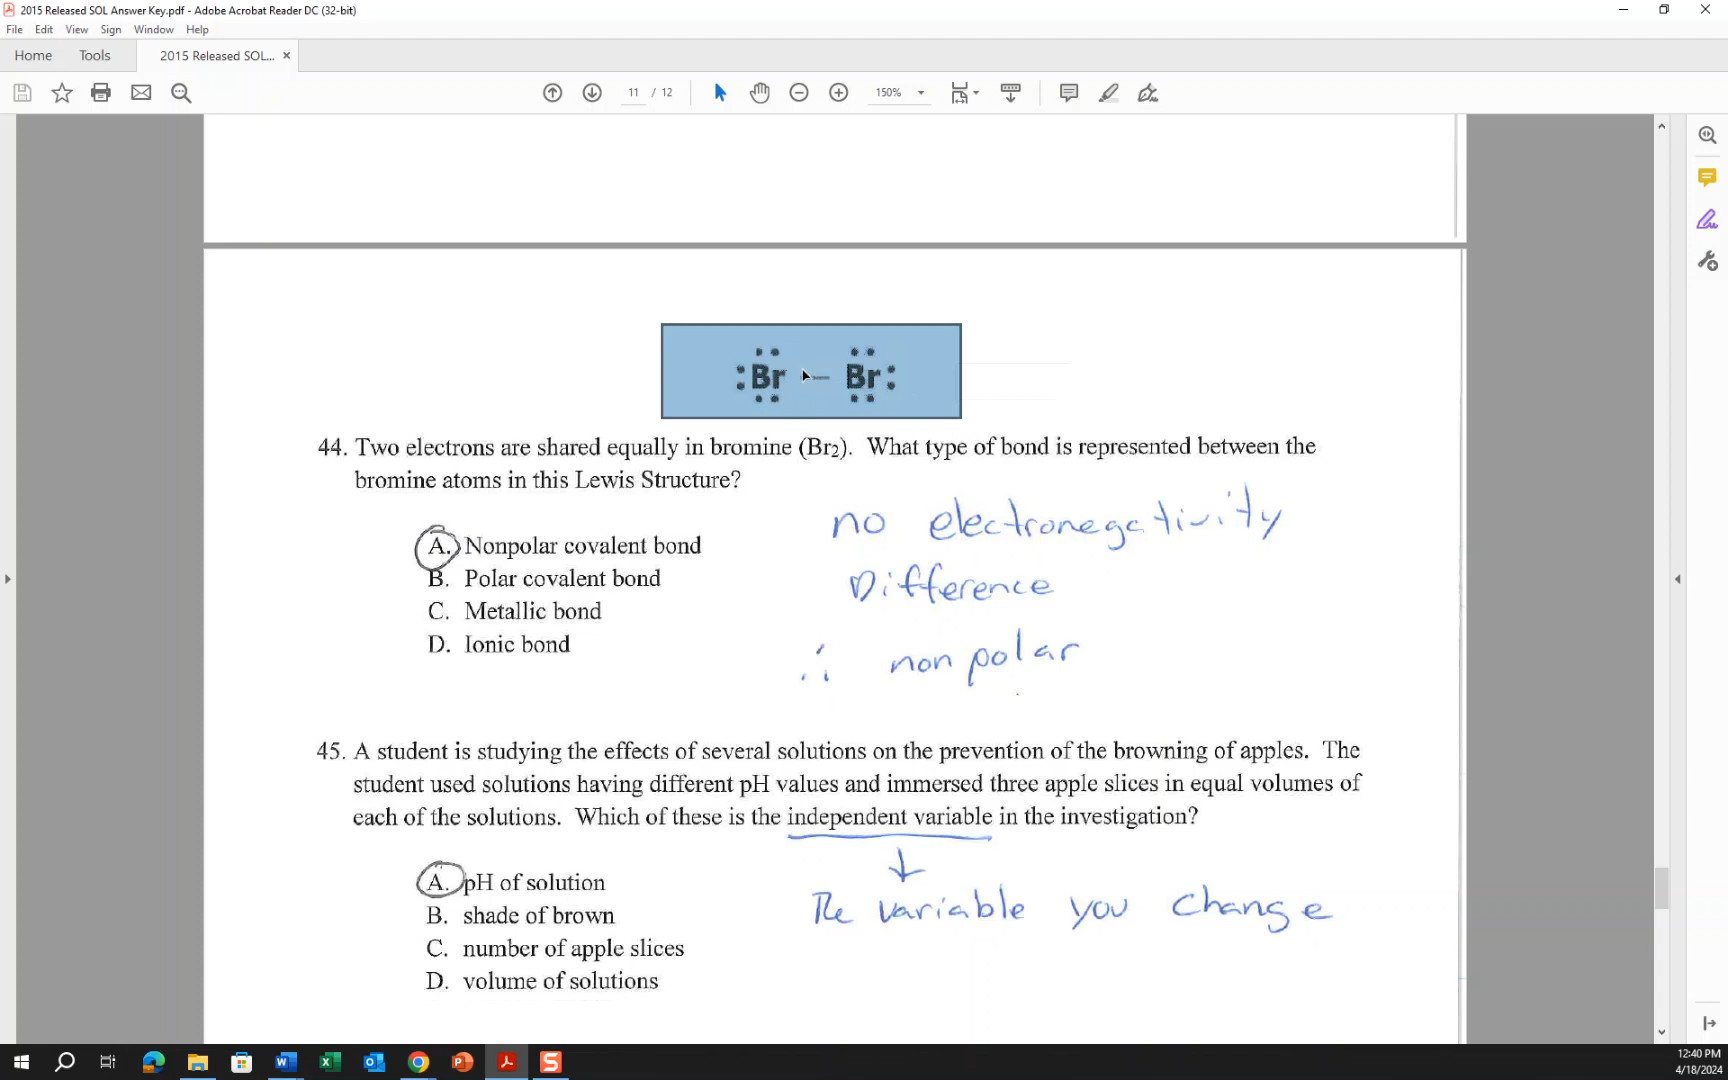 2015 Released SOL Answer Key.pdf - Adobe Acrobat Reader DC (32-bit)
File Edit View Sign Window Help
Home Tools 2015 Released SOL... ×
11 / 12 150%
:Br – Br:
44. Two electrons are shared equally in bromine (Br2). What type of bond is represented between the
bromine atoms in this Lewis Structure?
A. Nonpolar covalent bond
B. Polar covalent bond
C. Metallic bond
D. Ionic bond
no electronegativity
Difference
∴ nonpolar
45. A student is studying the effects of several solutions on the prevention of the browning of apples. The
student used solutions having different pH values and immersed three apple slices in equal volumes of
each of the solutions. Which of these is the independent variable in the investigation?
A. pH of solution
B. shade of brown
C. number of apple slices
D. volume of solutions
↓
The variable you change
12:40 PM
4/18/2024